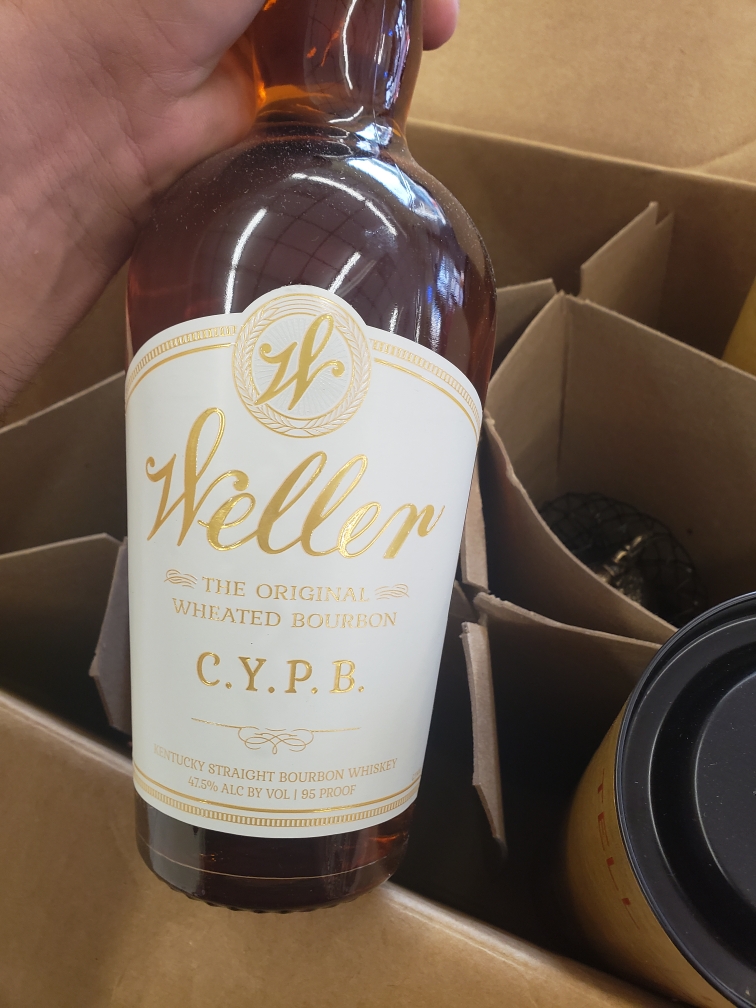 W
Weller
THE ORIGINAL
WHEATED BOURBON
C.Y.P.B.
KENTUCKY STRAIGHT BOURBON WHISKEY
47.5% ALC BY VOL | 95 PROOF